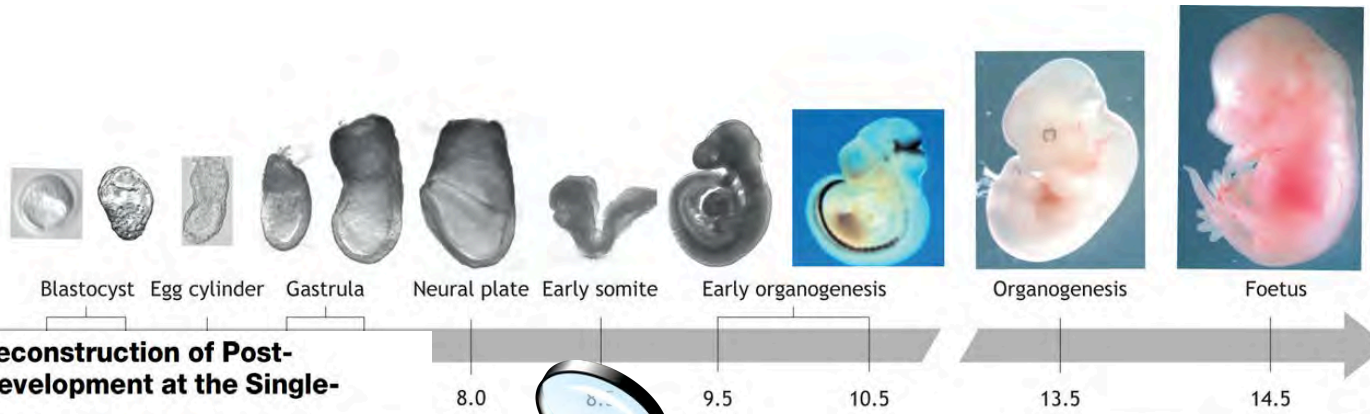 Blastocyst Egg cylinder Gastrula Neural plate Early somite Early organogenesis Organogenesis Foetus
econstruction of Post-
evelopment at the Single-
8.0 9.5 10.5 13.5 14.5